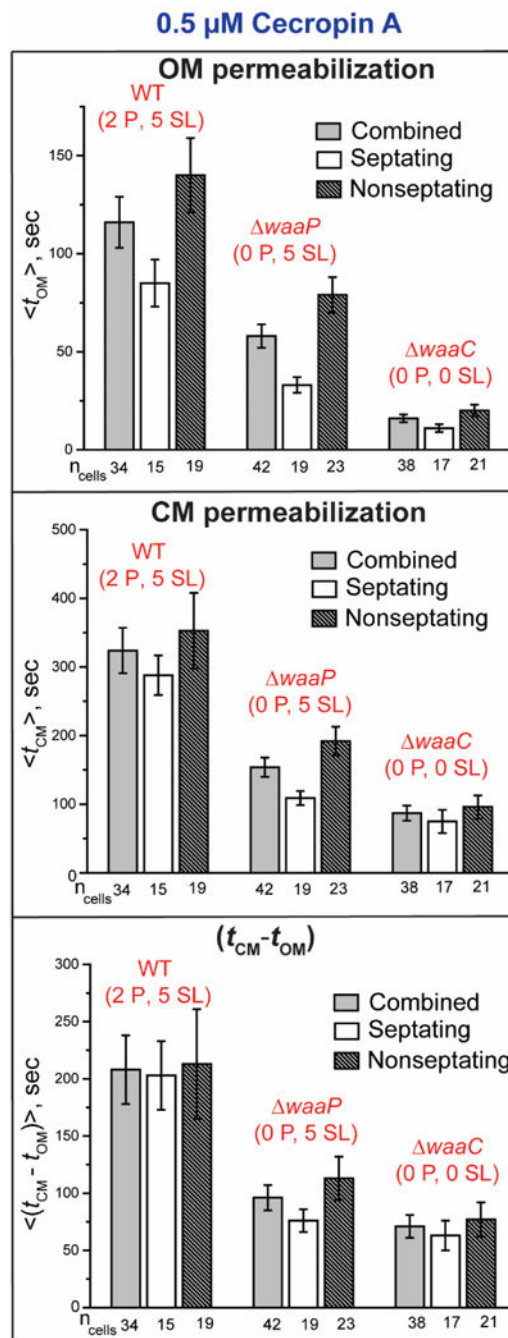 0.5 µM Cecropin A
OM permeabilization
WT
(2 P, 5 SL)
Combined
Septating
Nonseptating
ΔwaaP
(0 P, 5 SL)
ΔwaaC
(0 P, 0 SL)
<t_OM>, sec
150
100
50
0
n_cells 34 15 19 42 19 23 38 17 21
CM permeabilization
WT
(2 P, 5 SL)
Combined
Septating
Nonseptating
ΔwaaP
(0 P, 5 SL)
ΔwaaC
(0 P, 0 SL)
<t_CM>, sec
500
400
300
200
100
0
n_cells 34 15 19 42 19 23 38 17 21
(t_CM-t_OM)
WT
(2 P, 5 SL)
Combined
Septating
Nonseptating
ΔwaaP
(0 P, 5 SL)
ΔwaaC
(0 P, 0 SL)
<(t_CM - t_OM)>, sec
300
250
200
150
100
50
0
n_cells 34 15 19 42 19 23 38 17 21